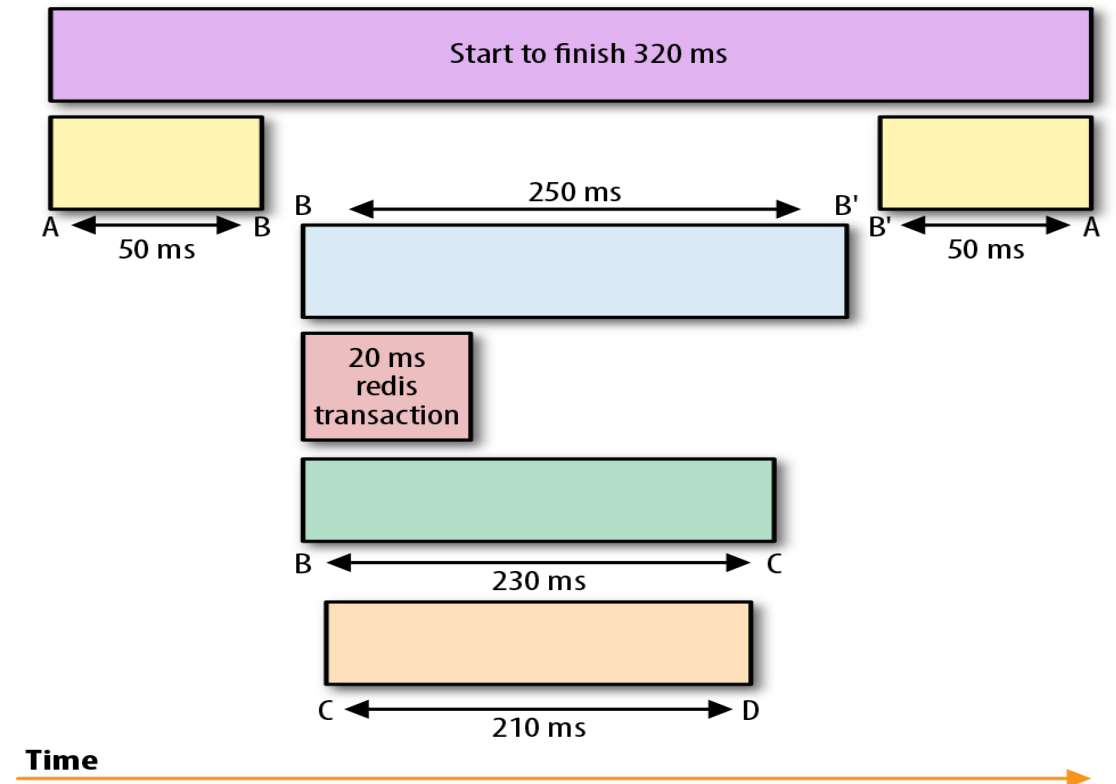 Start to finish 320 ms
A
50 ms
B
B
250 ms
B'
B'
50 ms
A
20 ms
redis
transaction
B
230 ms
C
C
210 ms
D
Time